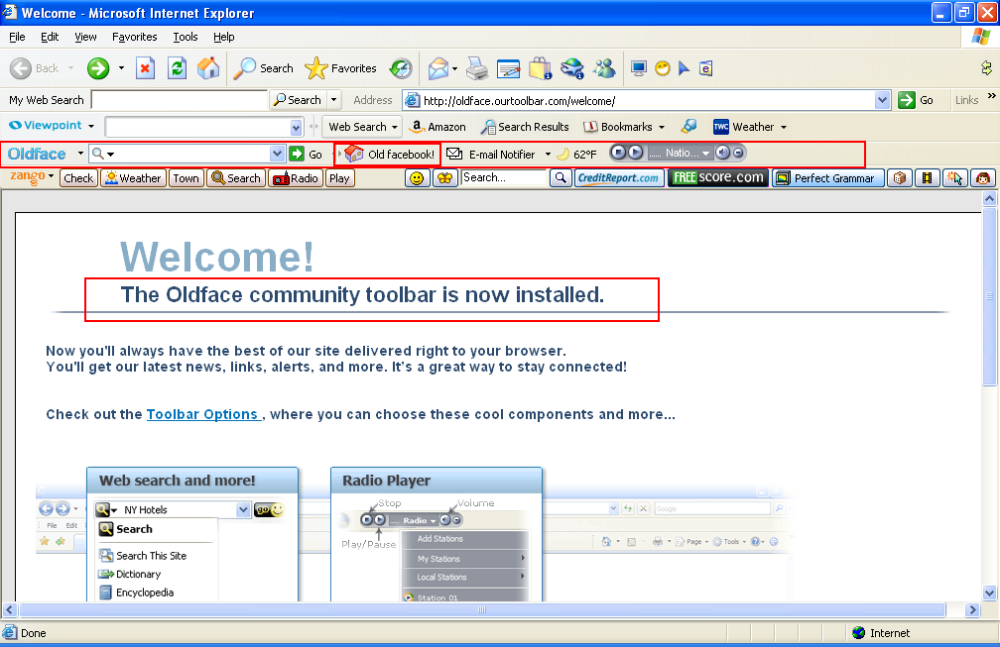 Welcome - Microsoft Internet Explorer
File Edit View Favorites Tools Help
Back Search Favorites
My Web Search Search Address http://oldface.ourtoolbar.com/welcome/ Go Links »
Viewpoint Web Search Amazon Search Results Bookmarks TWC Weather
Oldface Go Old facebook! E-mail Notifier 62°F ...... Natio...
zango Check Weather Town Search Radio Play Search... CreditReport.com FREE score.com Perfect Grammar
Welcome!
The Oldface community toolbar is now installed.
Now you'll always have the best of our site delivered right to your browser.
You'll get our latest news, links, alerts, and more. It's a great way to stay connected!
Check out the Toolbar Options , where you can choose these cool components and more...
Web search and more!
NY Hotels go
Search
Search This Site
Dictionary
Encyclopedia
Radio Player
Stop Volume
Radio
Play/Pause
Add Stations
My Stations
Local Stations
Station 01
File Edit
Google
Page Tools
Done Internet